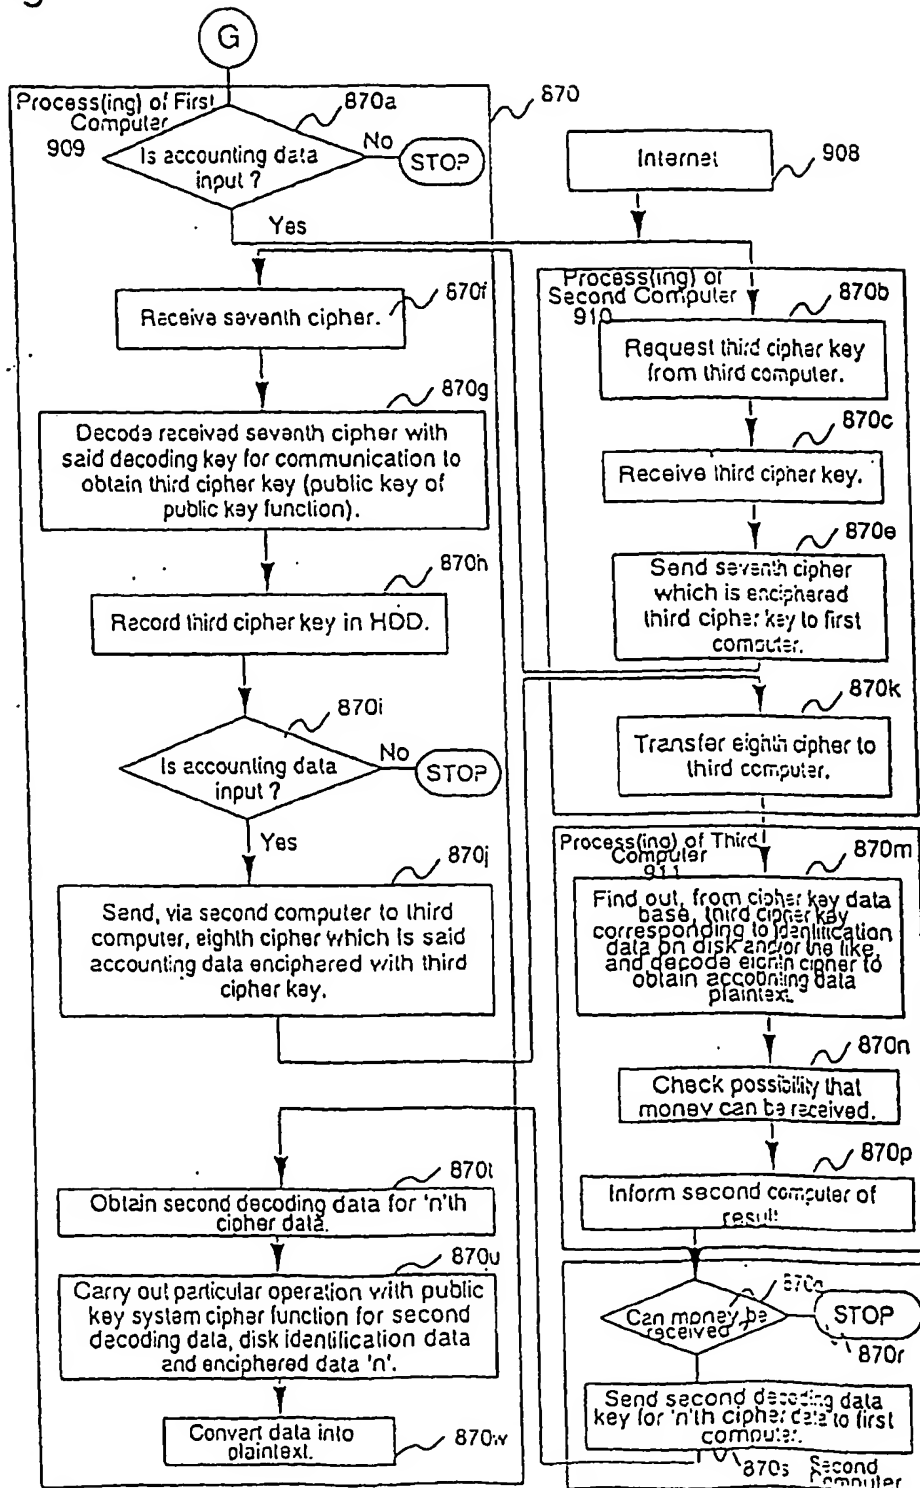 g
G
Process(ing) of First
Computer
909
870a
870
Is accounting data
input ?
No
STOP
Yes
Internet
908
870f
Receive seventh cipher.
Process(ing) of
Second Computer
910
870b
Request third cipher key
from third computer.
870g
Decode received seventh cipher with
said decoding key for communication to
obtain third cipher key (public key of
public key function).
870c
Receive third cipher key.
870e
Send seventh cipher
which is enciphered
third cipher key to first
computer.
870h
Record third cipher key in HDD.
870i
Is accounting data
input ?
No
STOP
Yes
870k
Transfer eighth cipher to
third computer.
870j
Send, via second computer to third
computer, eighth cipher which is said
accounting data enciphered with third
cipher key.
Process(ing) of Third
Computer
911
870m
Find out, from cipher key data
base, third cipher key
corresponding to identification
data on disk and/or the like,
and decode eighth cipher to
obtain accounting data
plaintext.
870n
Check possibility that
money can be received.
870p
Inform second computer of
result
870t
Obtain second decoding data for 'n'th
cipher data.
870u
Carry out particular operation with public
key system cipher function for second
decoding data, disk identification data
and enciphered data 'n'.
870w
Convert data into
plaintext.
870q
Can money be
received
STOP
870r
Send second decoding data
key for 'n'th cipher data to first
computer.
870s
Second
Computer